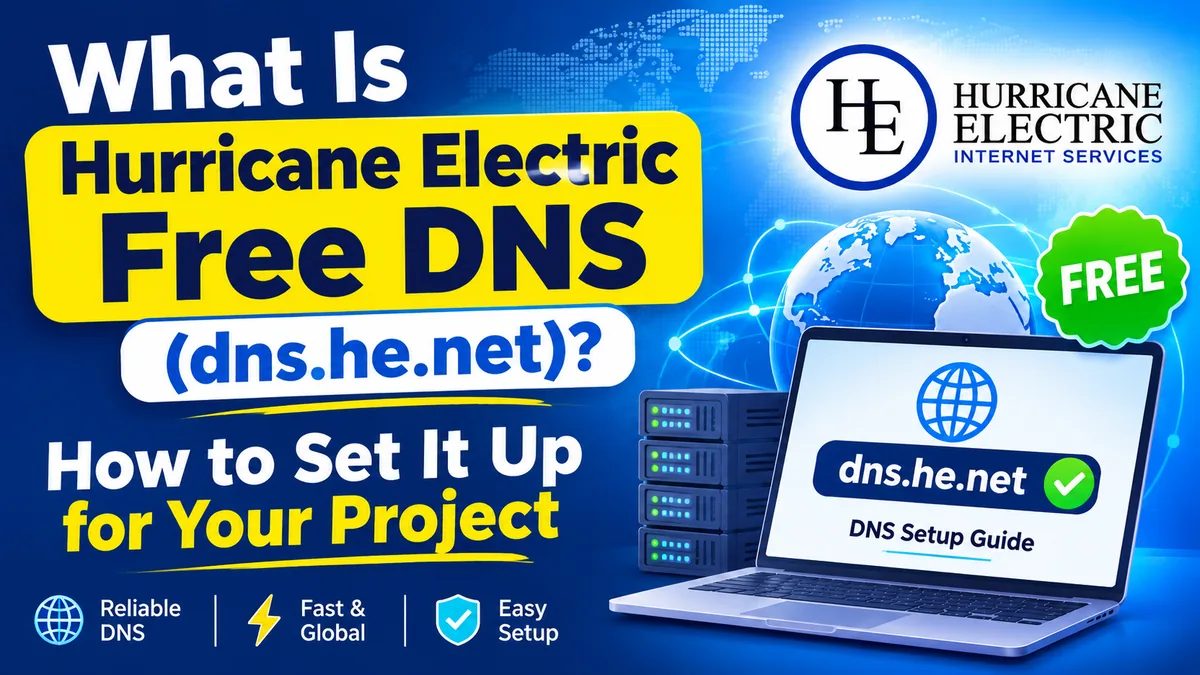 What Is
Hurricane Electric
Free DNS
(dns.he.net)?
How to Set It Up
for Your Project
Reliable
DNS
Fast &
Global
Easy
Setup
HE
HURRICANE
ELECTRIC
INTERNET SERVICES
FREE
dns.he.net
DNS Setup Guide